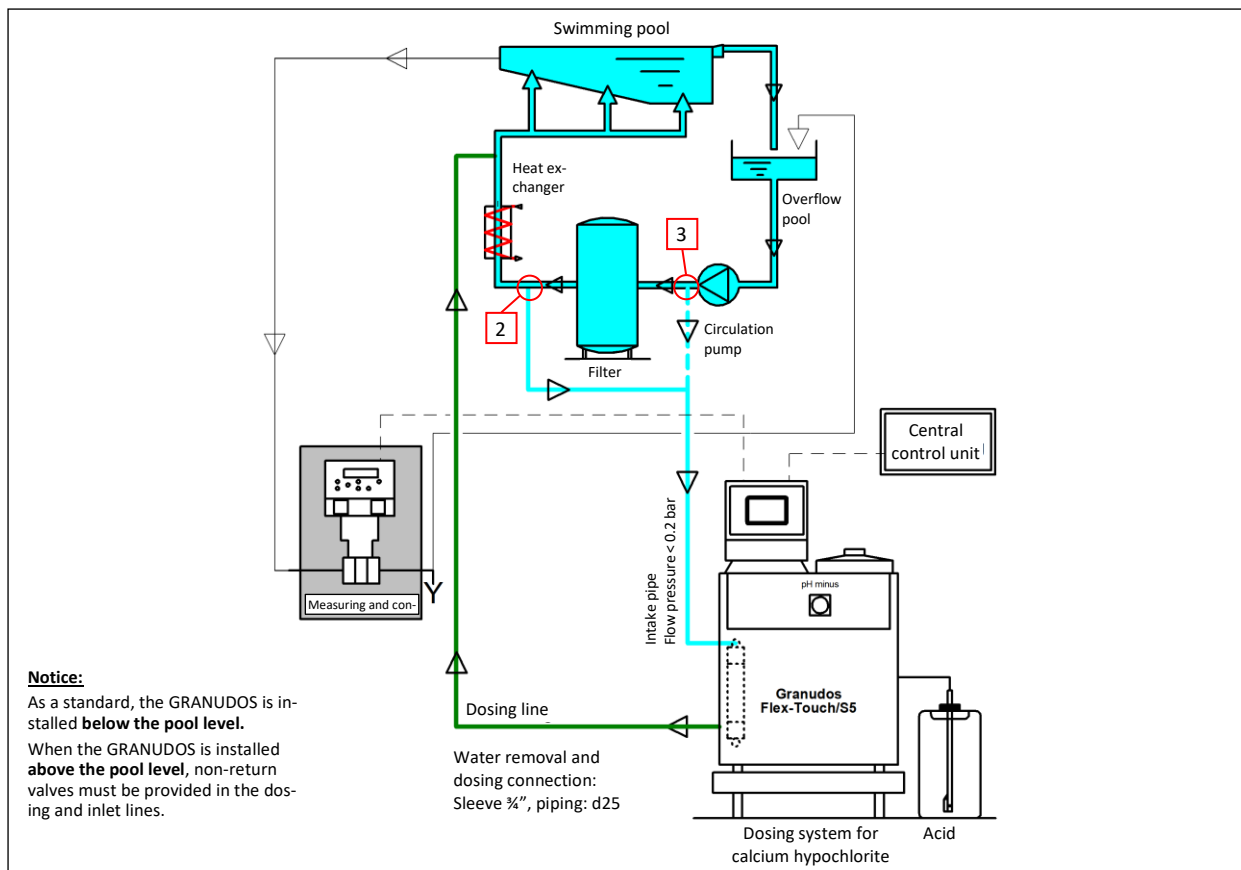 Swimming pool
Heat ex-
changer
Overflow
pool
3
2
Circulation
pump
Filter
Central
control unit
Intake pipe
Flow pressure < 0.2 bar
pH minus
Measuring and con-
Notice:
As a standard, the GRANUDOS is in-
stalled below the pool level.
When the GRANUDOS is installed
above the pool level, non-return
valves must be provided in the dos-
ing and inlet lines.
Dosing line
Granudos
Flex-Touch/S5
Water removal and
dosing connection:
Sleeve ¾”, piping: d25
Dosing system for
calcium hypochlorite
Acid